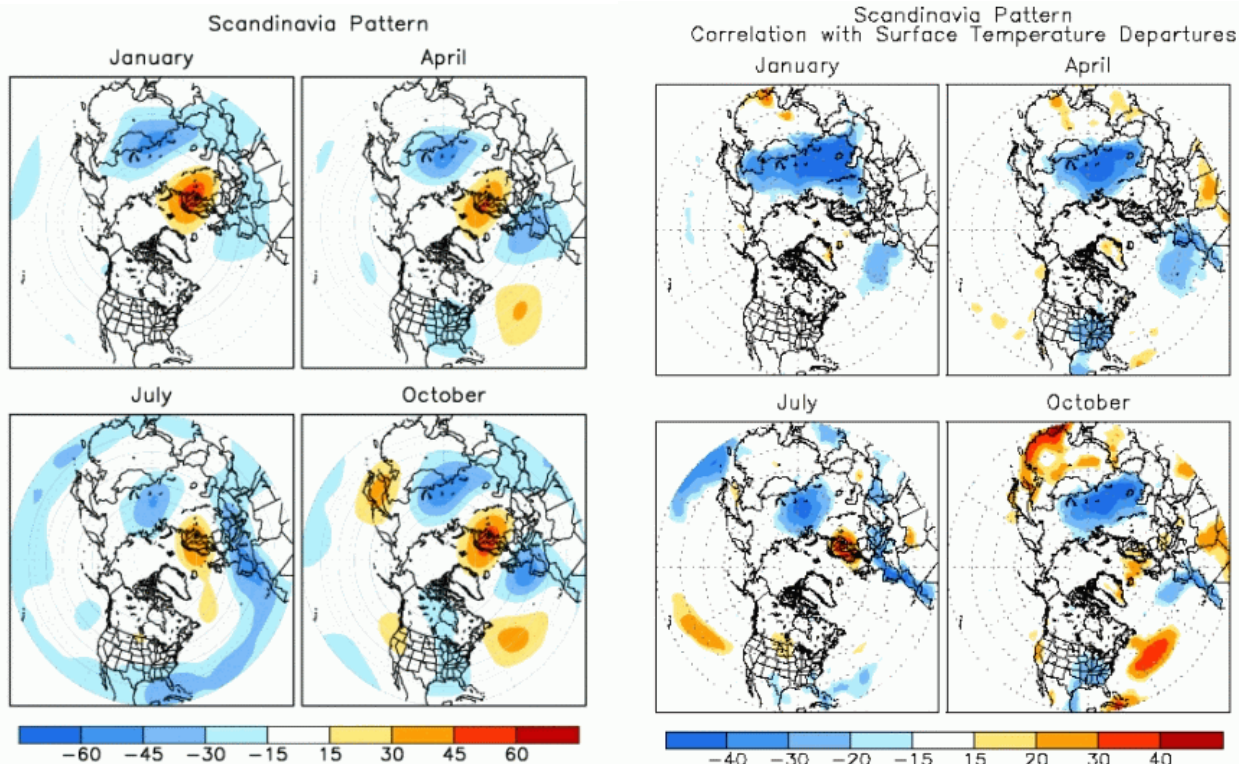 Scandinavia Pattern
January
April
July
October
-60 -45 -30 -15 15 30 45 60
Scandinavia Pattern
Correlation with Surface Temperature Departures
January
April
July
October
-40 -30 -20 -15 15 20 30 40